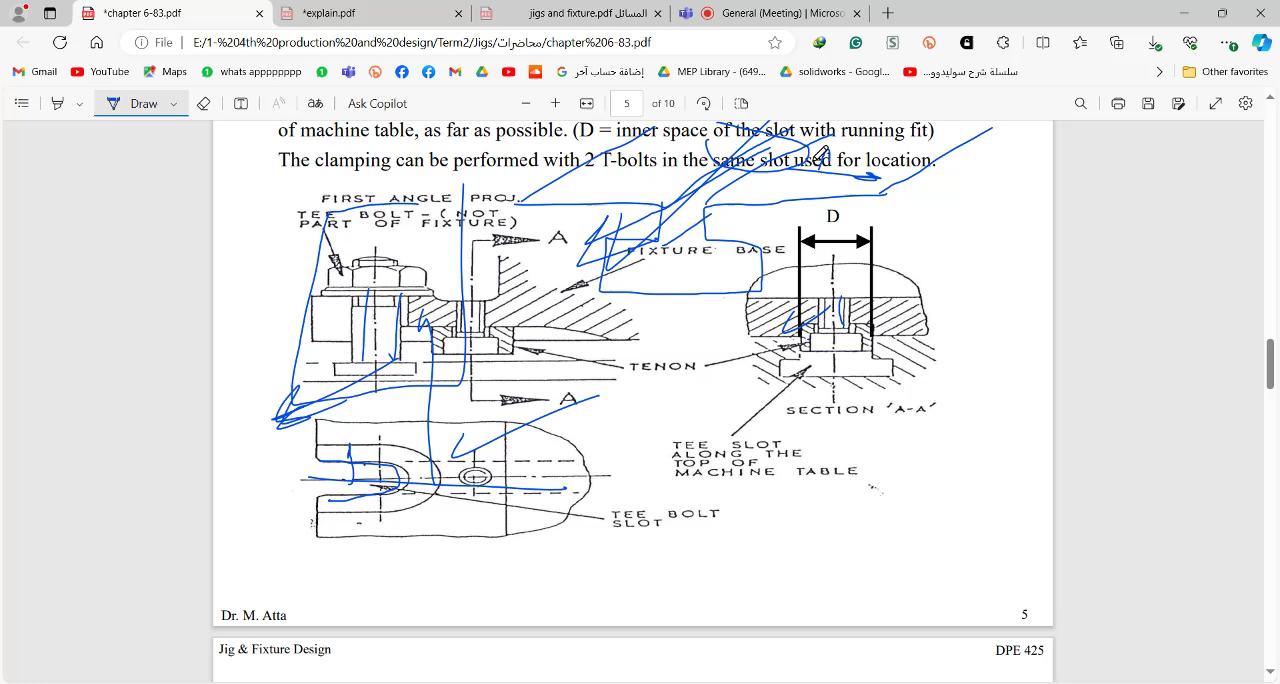 *chapter 6-83.pdf
*explain.pdf
jigs and fixture.pdf المسائل
General (Meeting) | Micros
File
E:/1-%204th%20production%20and%20design/Term2/Jigs/محاضرات/chapter%206-83.pdf
Gmail
YouTube
Maps
whats apppppppp
إضافة حساب آخر
MEP Library - (649...
solidworks - Googl...
سلسلة شرح سوليدوو...
Other favorites
Draw
Ask Copilot
5
of 10
of machine table, as far as possible. (D = inner space of the slot with running fit)
The clamping can be performed with 2 T-bolts in the same slot used for location.
FIRST ANGLE PROJ.
TEE BOLT-(NOT
PART OF FIXTURE)
A
FIXTURE BASE
D
TENON
A
SECTION 'A-A'
TEE SLOT
ALONG THE
TOP OF
MACHINE TABLE
TEE BOLT
SLOT
Dr. M. Atta
5
Jig & Fixture Design
DPE 425